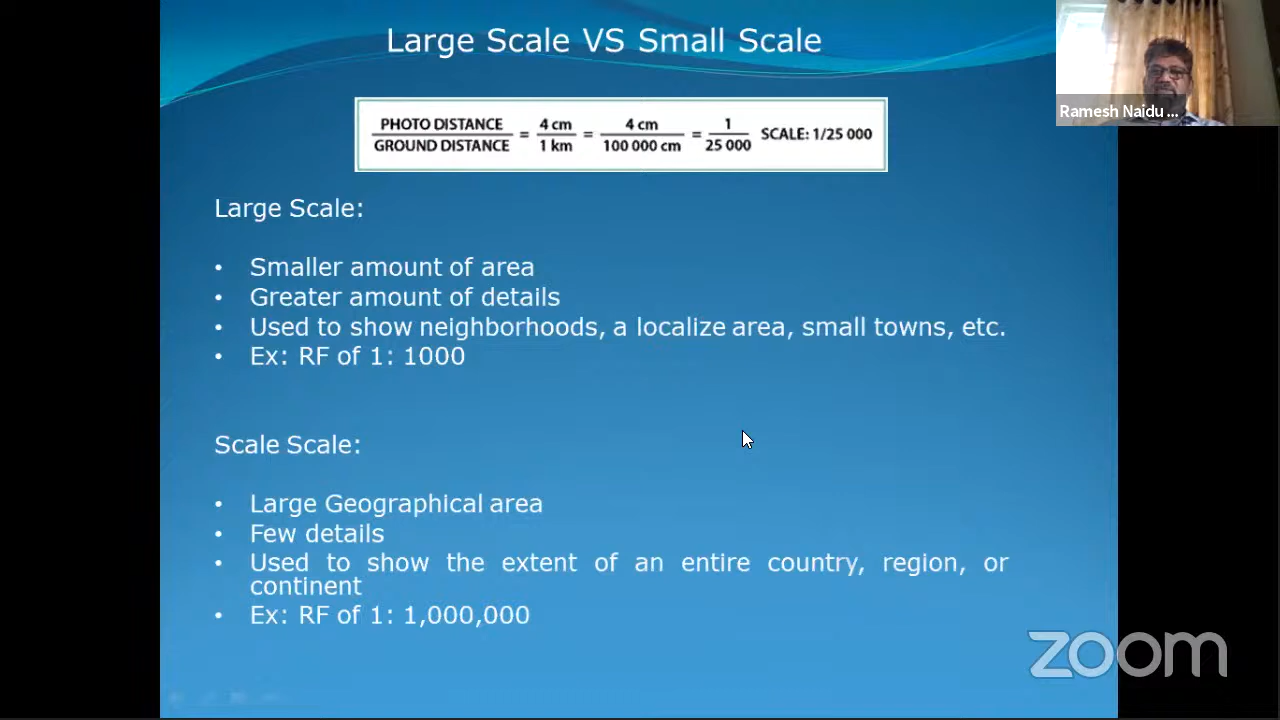 Large Scale VS Small Scale
Ramesh Naidu ...
PHOTO DISTANCE / GROUND DISTANCE = 4 cm / 1 km = 4 cm / 100 000 cm = 1 / 25 000 SCALE: 1/25 000
Large Scale:
• Smaller amount of area
• Greater amount of details
• Used to show neighborhoods, a localize area, small towns, etc.
• Ex: RF of 1: 1000
Scale Scale:
• Large Geographical area
• Few details
• Used to show the extent of an entire country, region, or
continent
• Ex: RF of 1: 1,000,000
zoom